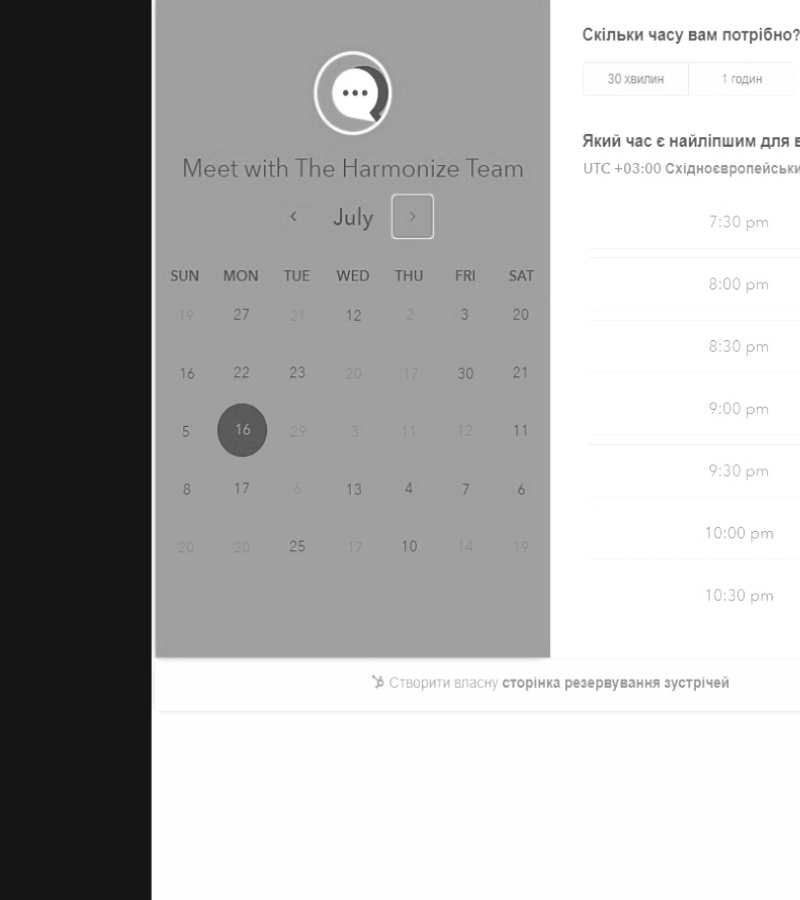 Meet with The Harmonize Team
July
SUN MON TUE WED THU FRI SAT
19 27 21 12 2 3 20
16 22 23 20 17 30 21
5 16 29 3 11 12 11
8 17 6 13 4 7 6
20 20 25 17 10 14 19
Скільки часу вам потрібно?
30 хвилин 1 годин
Який час є найліпшим для в
UTC +03:00 Східноєвропейськи
7:30 pm
8:00 pm
8:30 pm
9:00 pm
9:30 pm
10:00 pm
10:30 pm
Створити власну сторінка резервування зустрічей